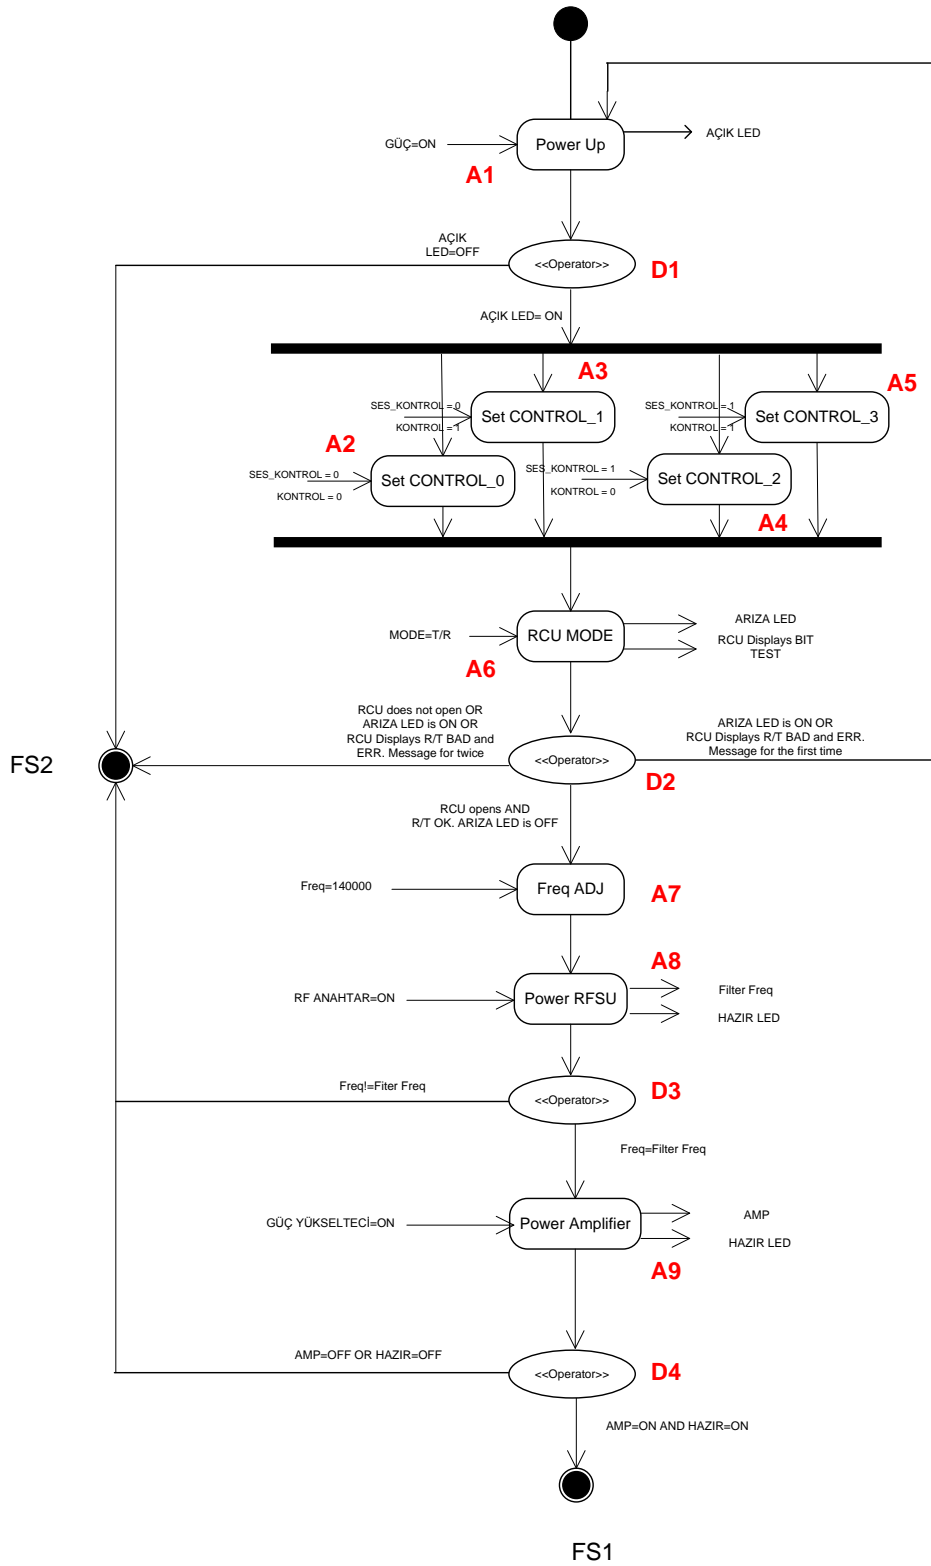 AÇIK LED
GÜÇ=ON
Power Up
A1
AÇIK
LED=OFF
<<Operator>>
D1
AÇIK LED= ON
A3
A5
SES_KONTROL = 0
KONTROL = 1
Set CONTROL_1
SES_KONTROL = 1
KONTROL = 1
Set CONTROL_3
A2
SES_KONTROL = 0
KONTROL = 0
Set CONTROL_0
SES_KONTROL = 1
KONTROL = 0
Set CONTROL_2
A4
MODE=T/R
RCU MODE
ARIZA LED
RCU Displays BIT
TEST
A6
RCU does not open OR
ARIZA LED is ON OR
RCU Displays R/T BAD and
ERR. Message for twice
ARIZA LED is ON OR
RCU Displays R/T BAD and ERR.
Message for the first time
FS2
<<Operator>>
D2
RCU opens AND
R/T OK. ARIZA LED is OFF
Freq=140000
Freq ADJ
A7
A8
RF ANAHTAR=ON
Power RFSU
Filter Freq
HAZIR LED
Freq!=Fiter Freq
<<Operator>>
D3
Freq=Filter Freq
GÜÇ YÜKSELTECİ=ON
Power Amplifier
AMP
HAZIR LED
A9
AMP=OFF OR HAZIR=OFF
<<Operator>>
D4
AMP=ON AND HAZIR=ON
FS1